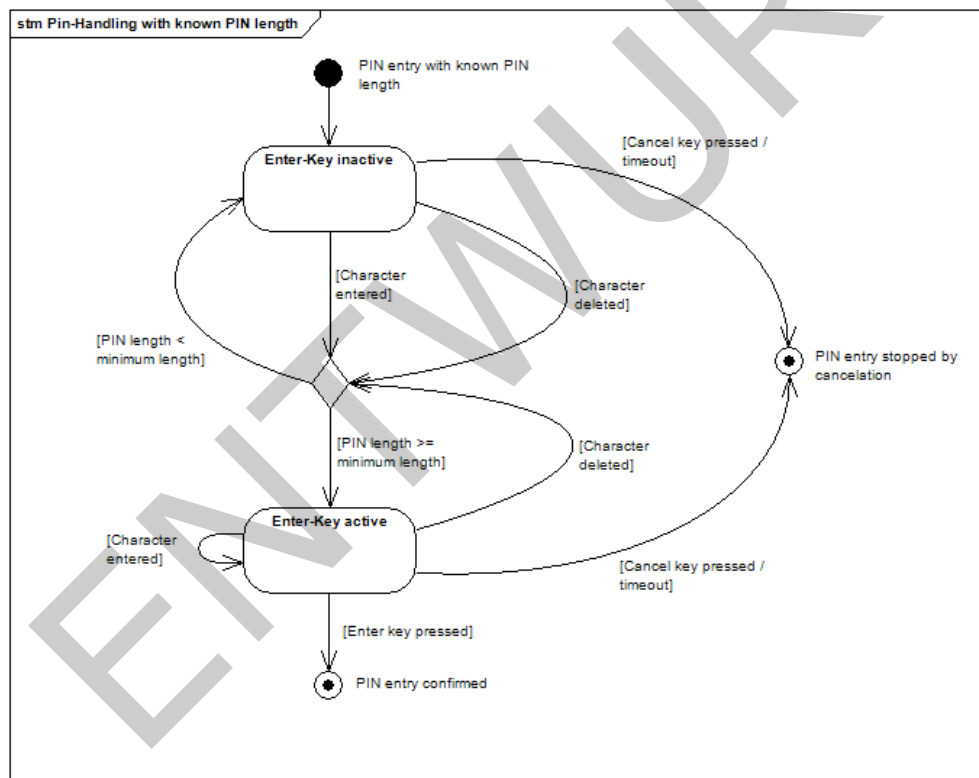 stm Pin-Handling with known PIN length
PIN entry with known PIN
length
[Cancel key pressed /
timeout]
Enter-Key inactive
[Character
entered]
[Character
deleted]
[PIN length <
minimum length]
PIN entry stopped by
cancelation
[PIN length >=
minimum length]
[Character
deleted]
Enter-Key active
[Character
entered]
[Cancel key pressed /
timeout]
[Enter key pressed]
PIN entry confirmed
ENTWUR